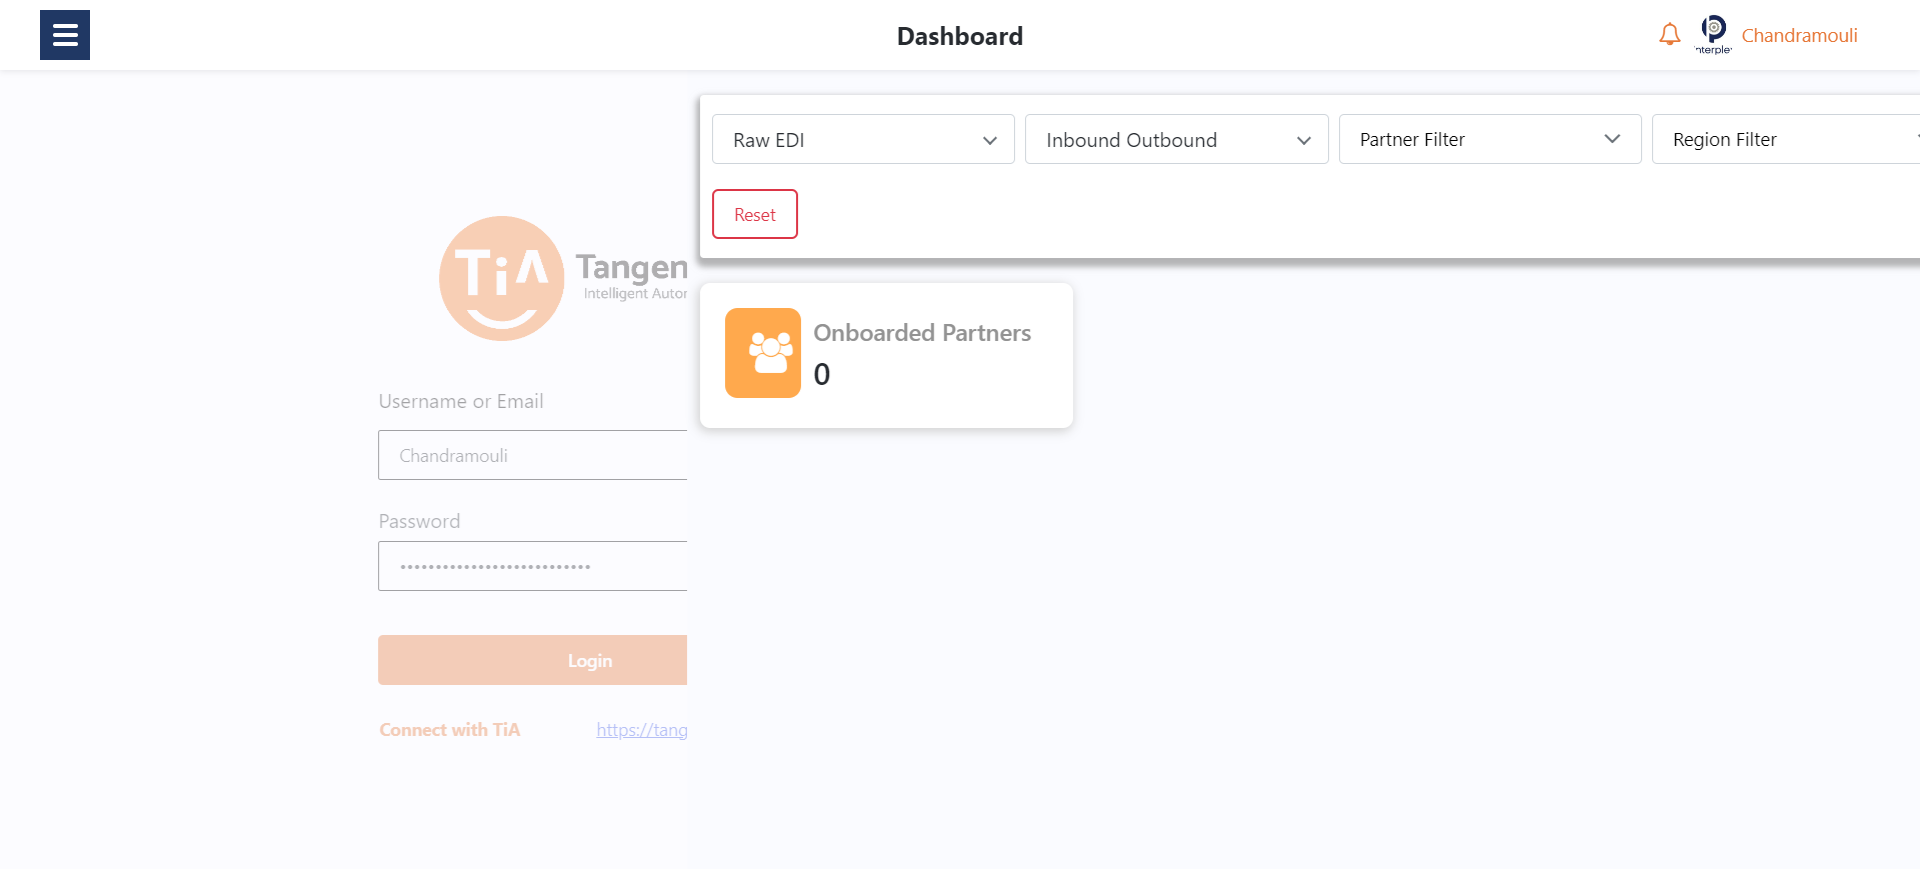 Dashboard
Chandramouli
Raw EDI
Inbound Outbound
Partner Filter
Region Filter
Reset
TiA
Tangen
Intelligent Autor
Onboarded Partners
0
Username or Email
Chandramouli
Password
Login
Connect with TiA
https://tang